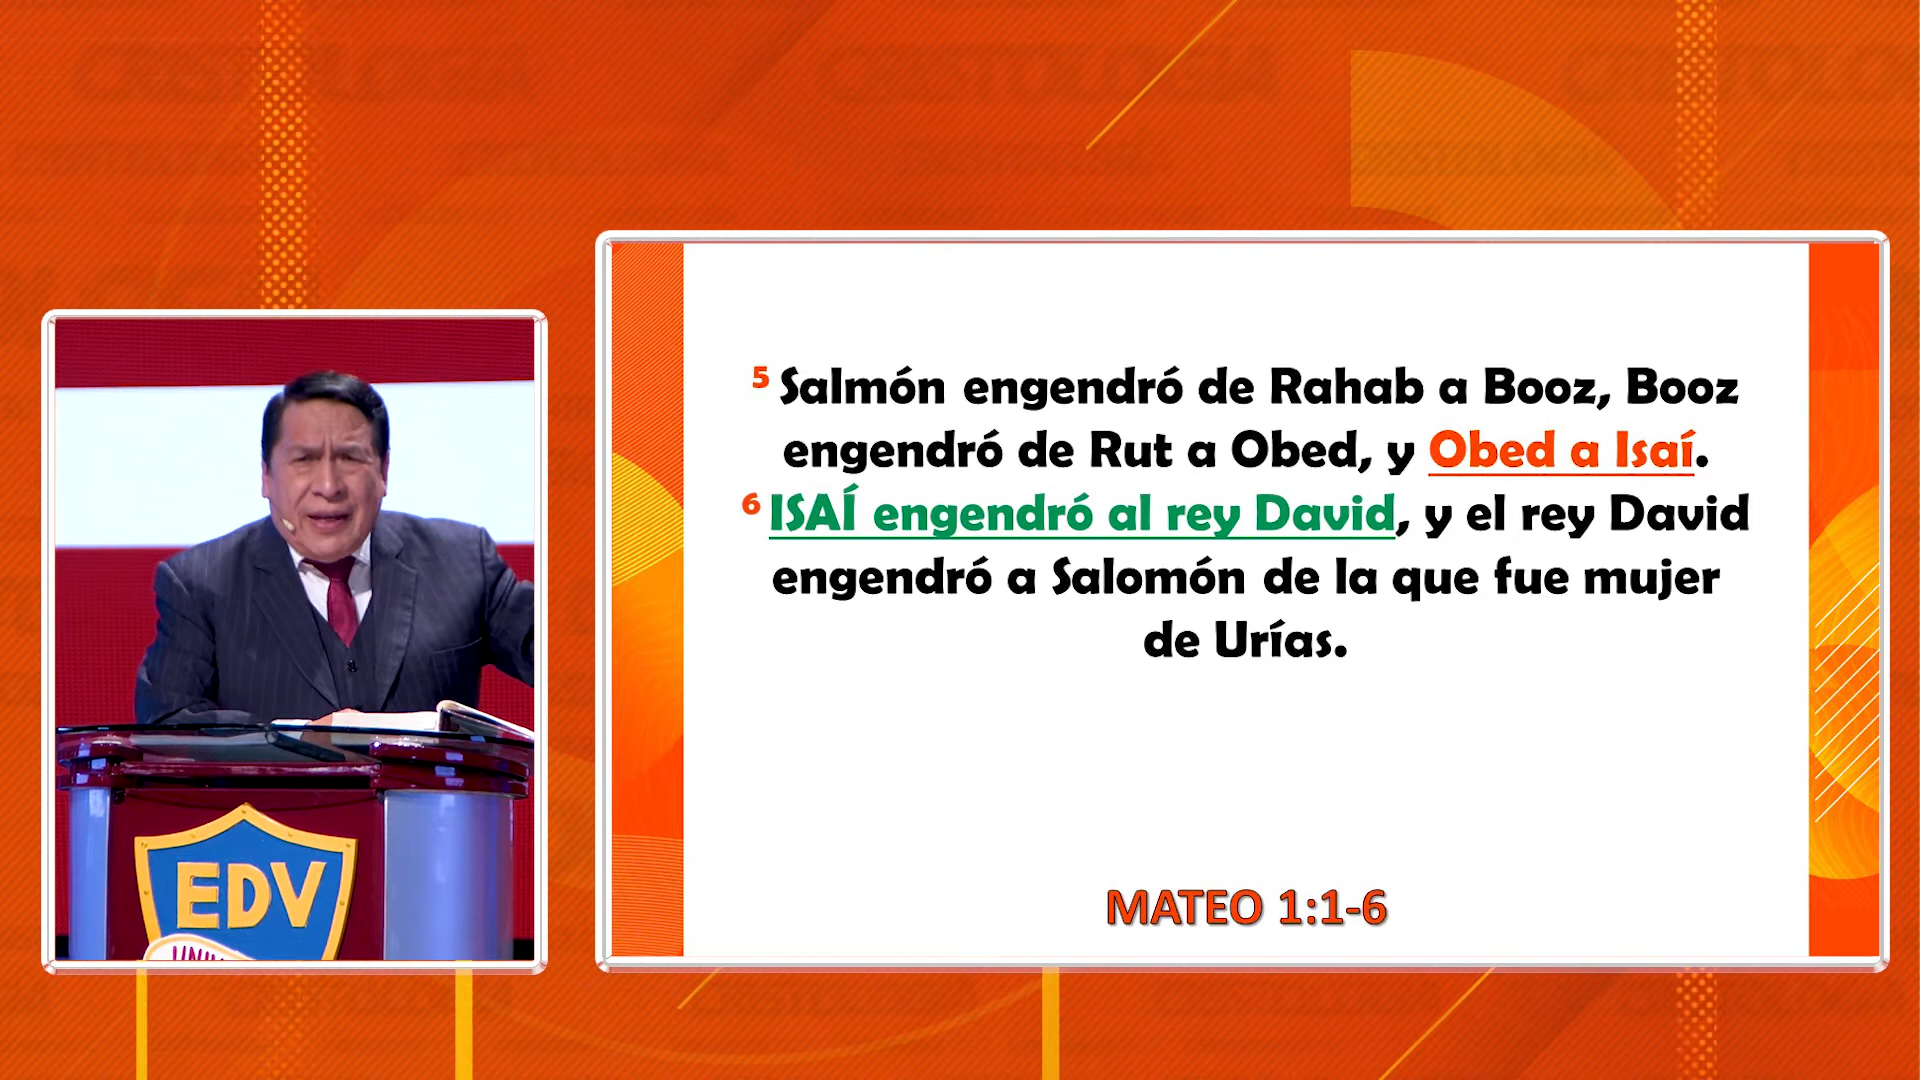 CRISTOLOGIA
⁵ Salmón engendró de Rahab a Booz, Booz
engendró de Rut a Obed, y Obed a Isaí.
⁶ ISAÍ engendró al rey David, y el rey David
engendró a Salomón de la que fue mujer
de Urías.
MATEO 1:1-6
EDV